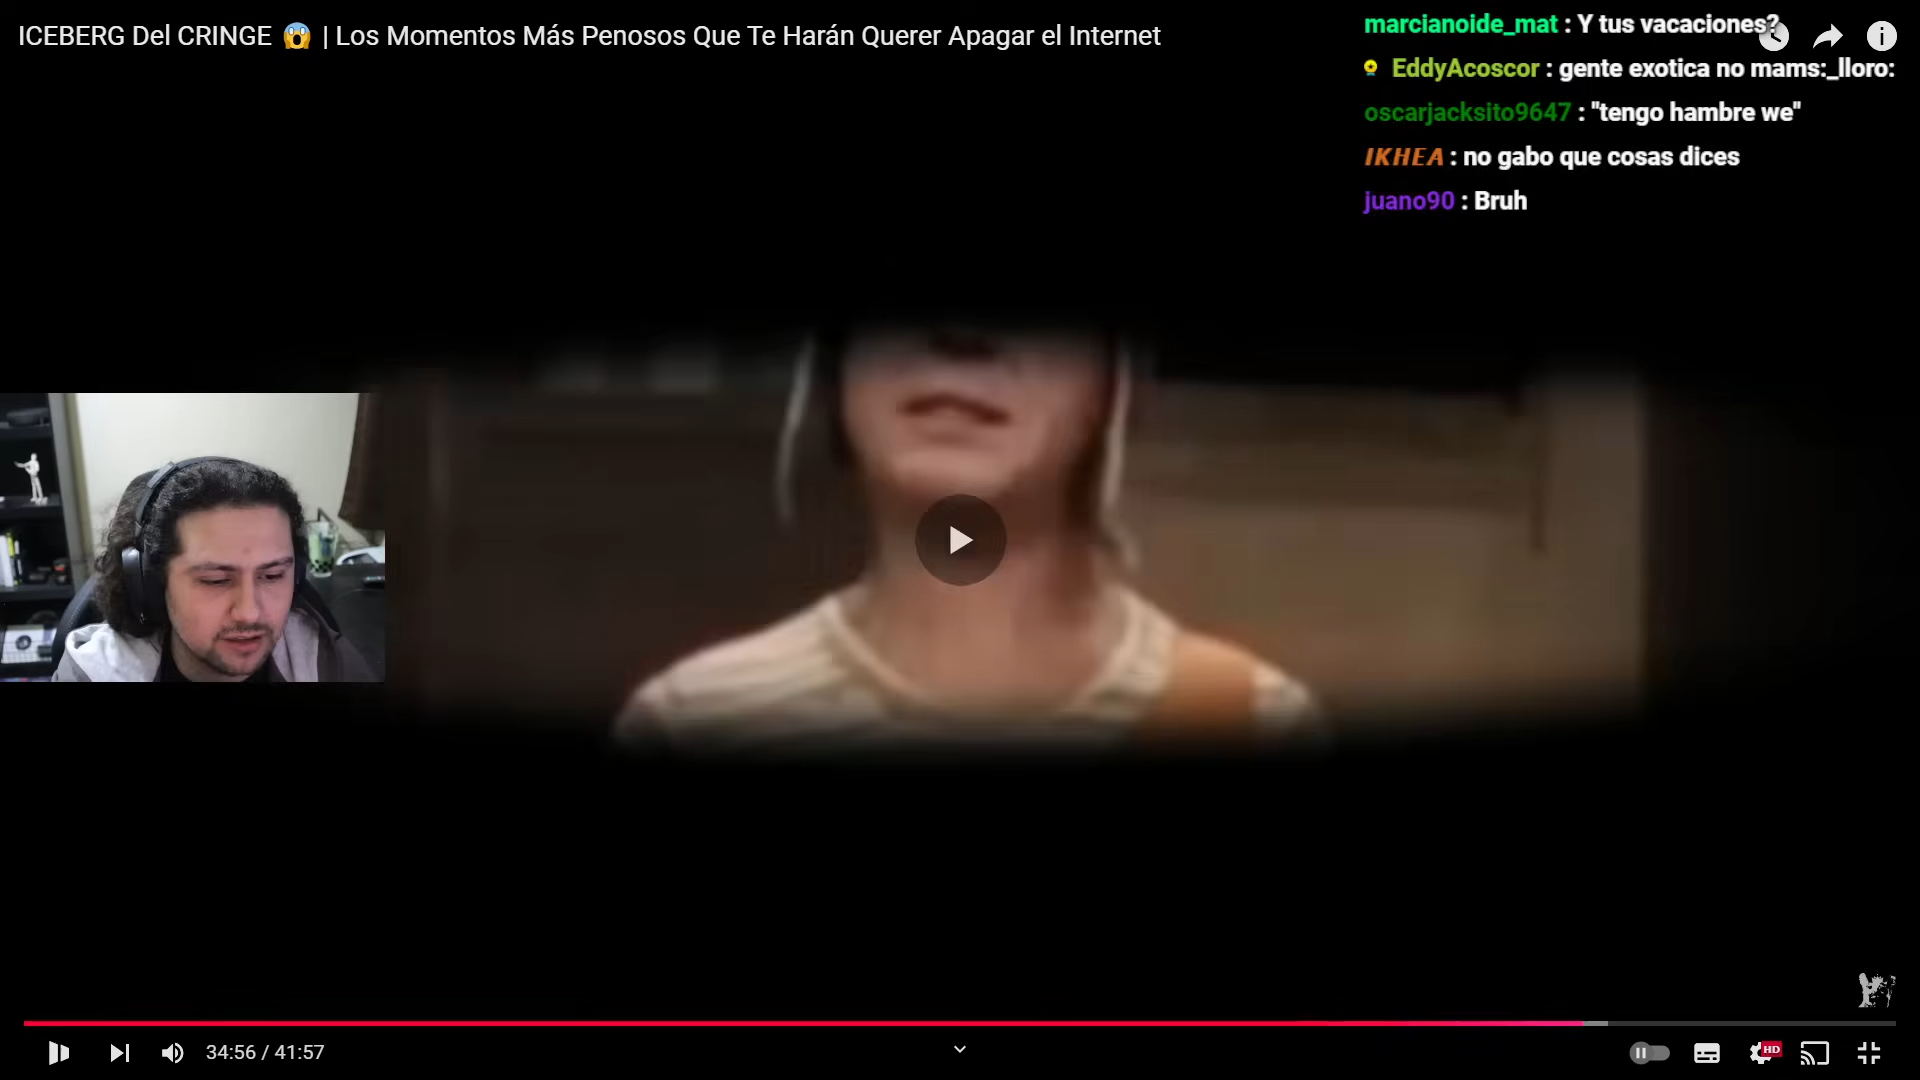 ICEBERG Del CRINGE 😱 | Los Momentos Más Penosos Que Te Harán Querer Apagar el Internet
marcianoide_mat : Y tus vacaciones?
EddyAcoscor : gente exotica no mams:_lloro:
oscarjacksito9647 : "tengo hambre we"
IKHEA : no gabo que cosas dices
juano90 : Bruh
34:56 / 41:57
HD